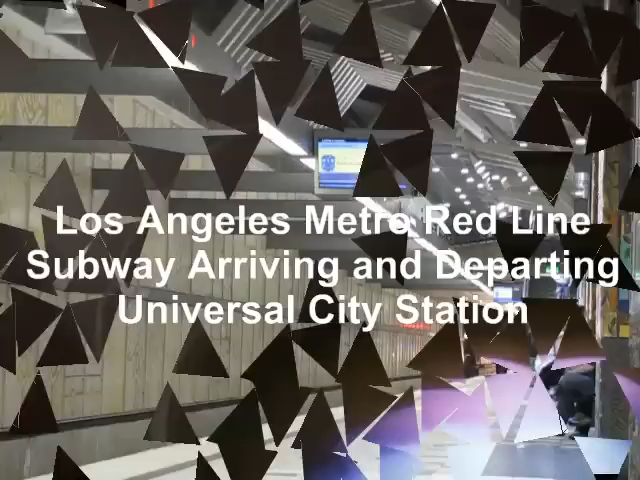 Los Angeles Metro Red Line
Subway Arriving and Departing
Universal City Station